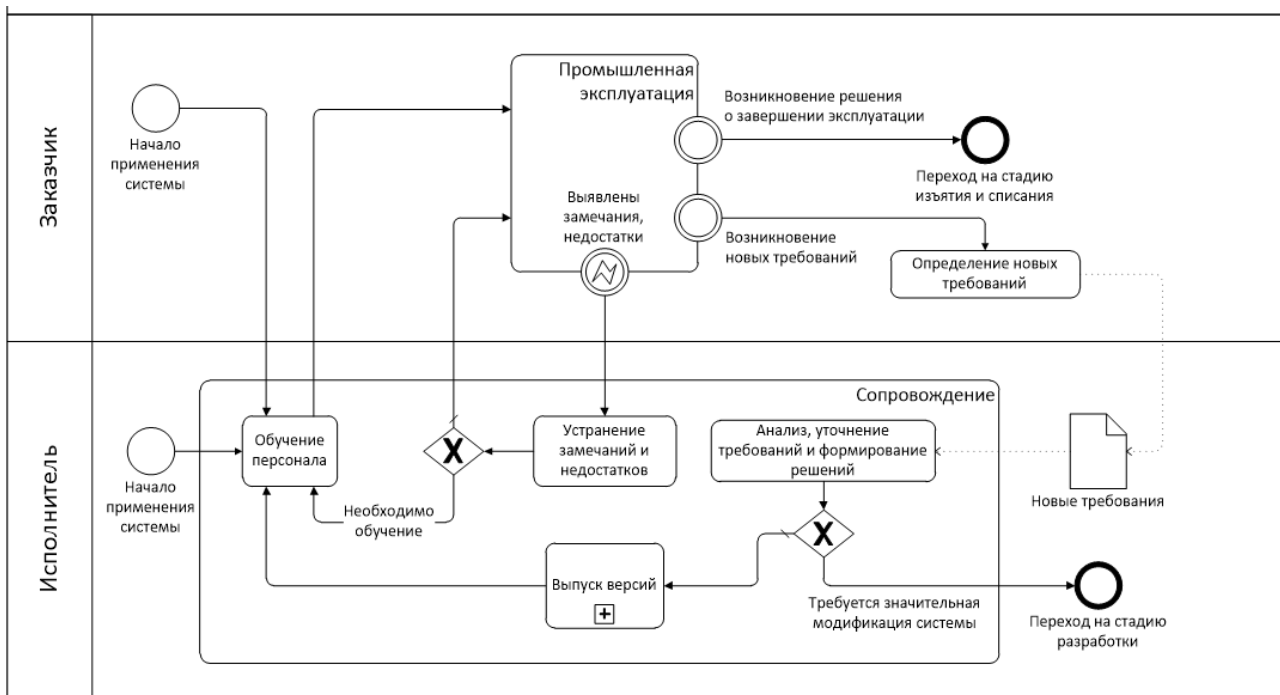 Заказчик
Начало
применения
системы
Промышленная
эксплуатация
Возникновение решения
о завершении эксплуатации
Переход на стадию
изъятия и списания
Выявлены
замечания,
недостатки
Возникновение
новых требований
Определение новых
требований
Исполнитель
Сопровождение
Начало
применения
системы
Обучение
персонала
X
Устранение
замечаний и
недостатков
Анализ, уточнение
требований и формирование
решений
Новые требования
Необходимо
обучение
X
Выпуск версий
Требуется значительная
модификация системы
Переход на стадию
разработки